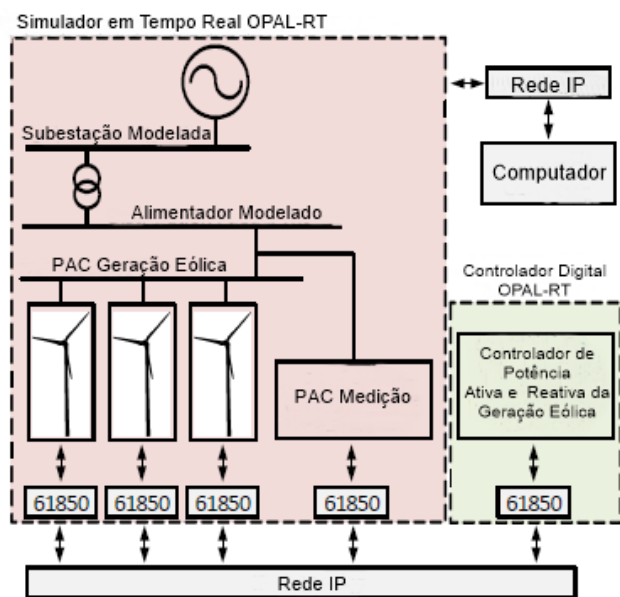 Simulador em Tempo Real OPAL-RT
Subestação Modelada
Alimentador Modelado
PAC Geração Eólica
PAC Medição
61850
61850
61850
61850
Rede IP
Computador
Controlador Digital
OPAL-RT
Controlador de
Potência
Ativa e Reativa da
Geração Eólica
61850
Rede IP